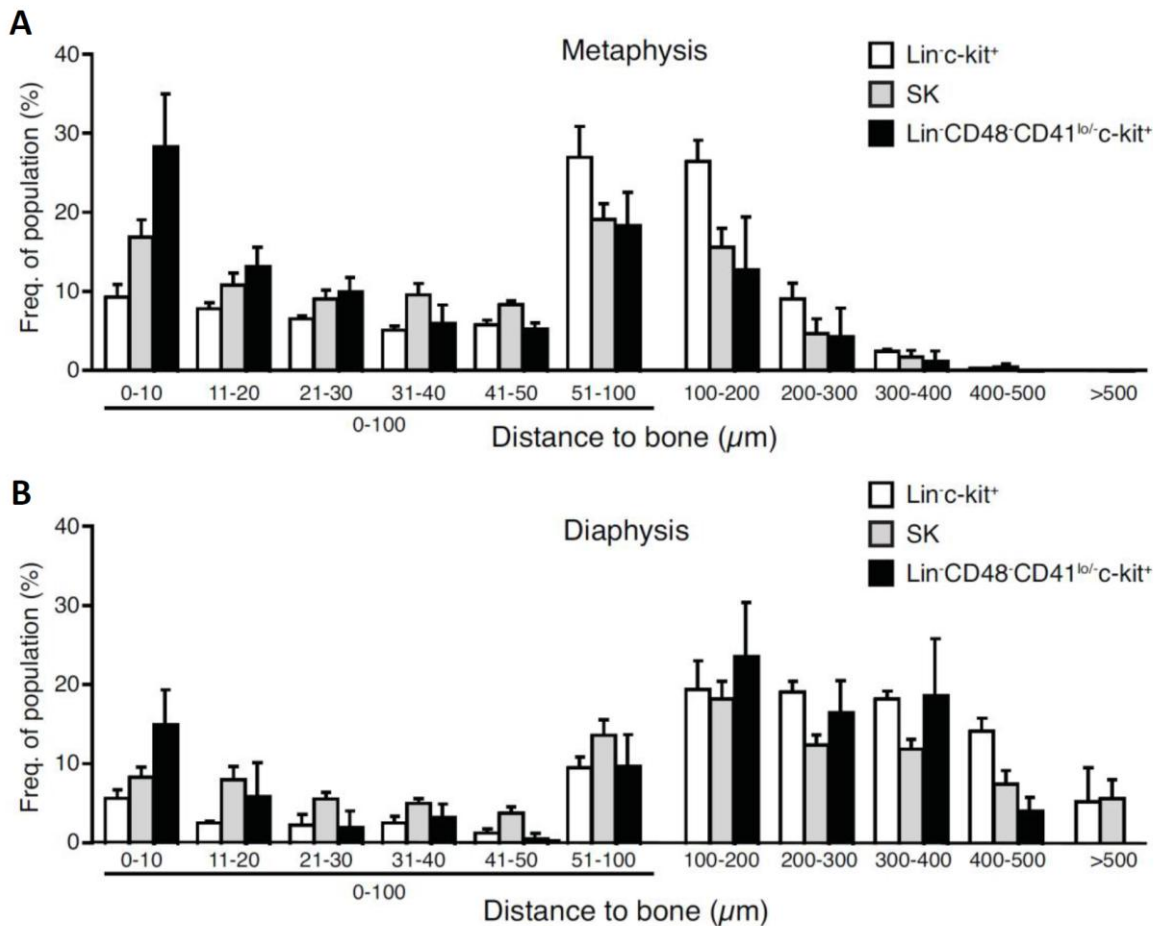 A
Metaphysis
Lin⁻c-kit⁺
SK
Lin⁻CD48⁻CD41ˡᵒ/⁻c-kit⁺
Freq. of population (%)
40
30
20
10
0
0-10 11-20 21-30 31-40 41-50 51-100 100-200 200-300 300-400 400-500 >500
0-100
Distance to bone (µm)
B
Diaphysis
Lin⁻c-kit⁺
SK
Lin⁻CD48⁻CD41ˡᵒ/⁻c-kit⁺
Freq. of population (%)
40
30
20
10
0
0-10 11-20 21-30 31-40 41-50 51-100 100-200 200-300 300-400 400-500 >500
0-100
Distance to bone (µm)